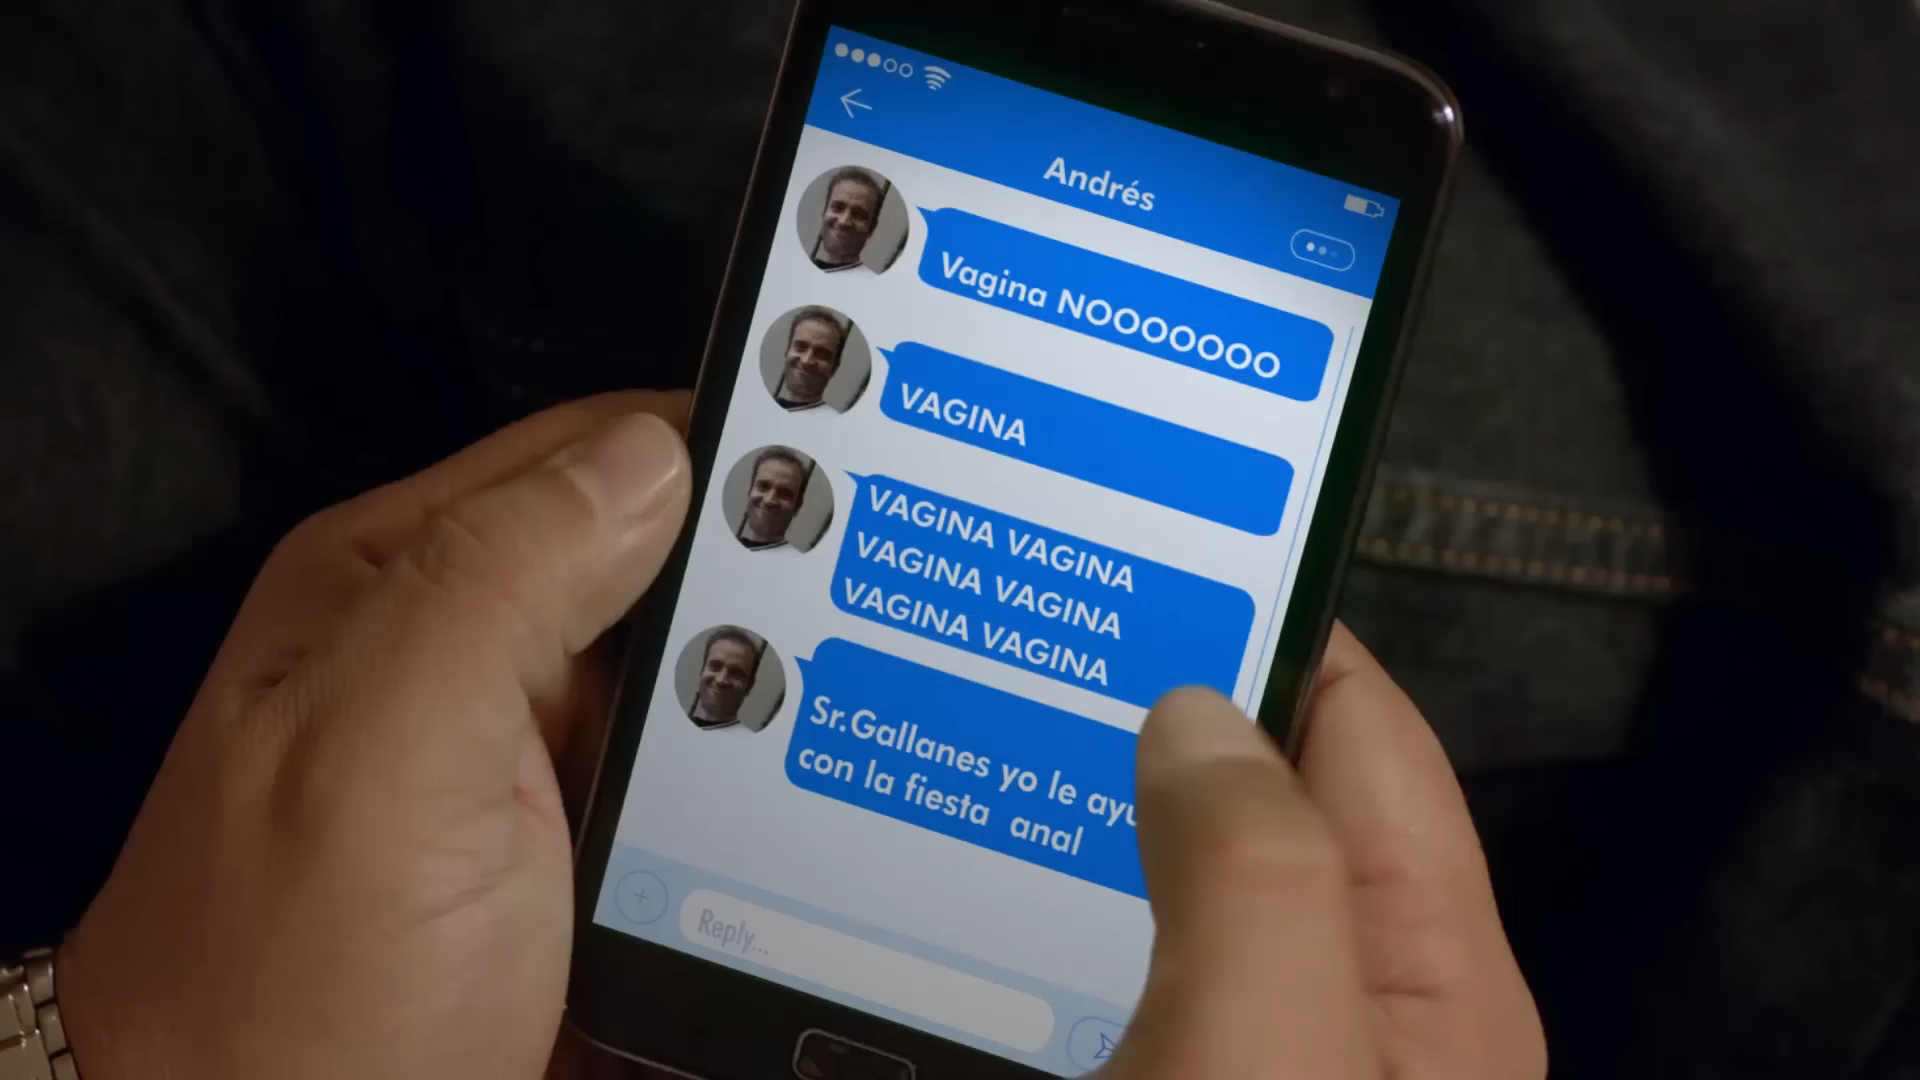 Andrés
Vagina NOOOOOOO
VAGINA
VAGINA VAGINA
VAGINA VAGINA
VAGINA VAGINA
Sr.Gallanes yo le
con la fiesta anal
Reply...